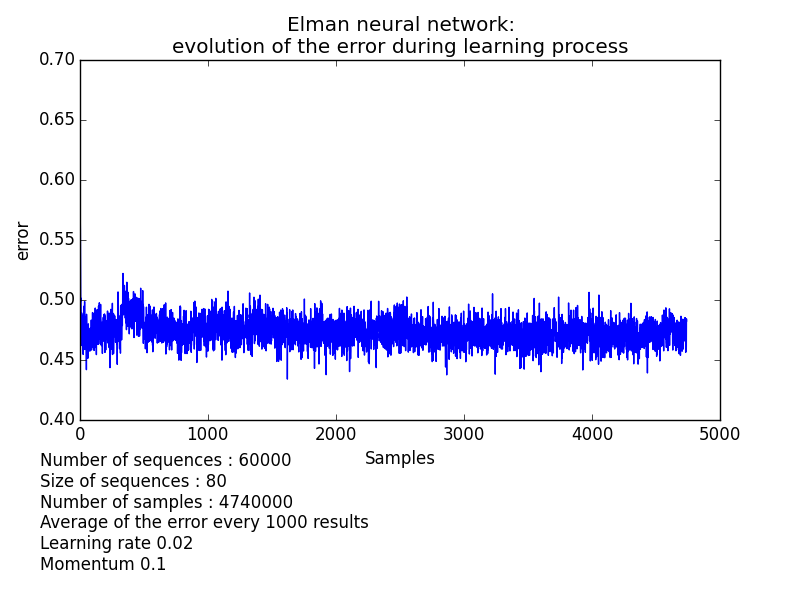 Elman neural network:
evolution of the error during learning process
0.70
0.65
0.60
0.55
0.50
0.45
0.40
error
0 1000 2000 3000 4000 5000
Samples
Number of sequences : 60000
Size of sequences : 80
Number of samples : 4740000
Average of the error every 1000 results
Learning rate 0.02
Momentum 0.1